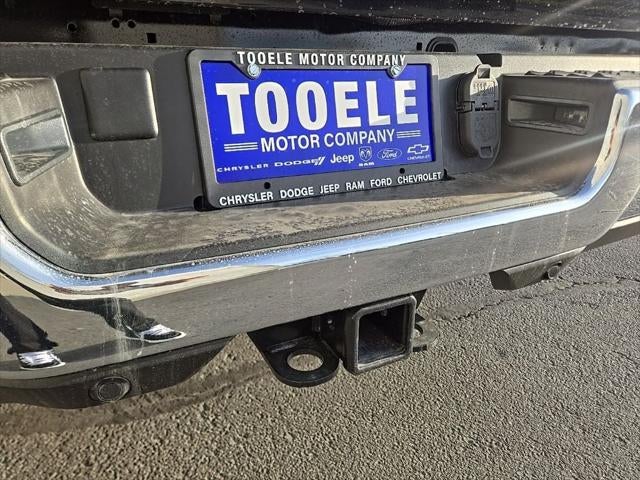 TOOELE MOTOR COMPANY
TOOELE
MOTOR COMPANY
CHRYSLER DODGE Jeep RAM Ford CHEVROLET
CHRYSLER DODGE JEEP RAM FORD CHEVROLET